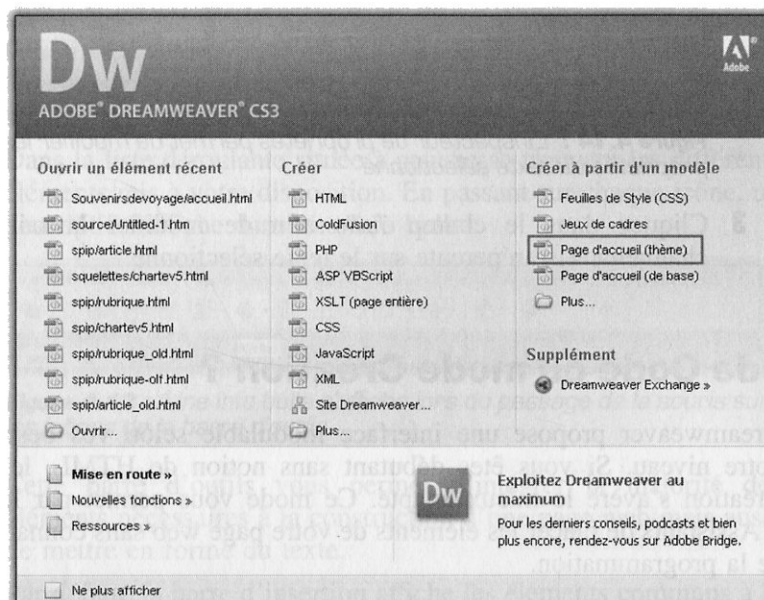 Dw
Adobe
ADOBE® DREAMWEAVER® CS3
Ouvrir un élément récent
Souvenirsdevoyage/accueil.html
source/article_1.html
spip/article.html
squelettes/chartev5.html
spip/rubrique.html
spip/chartev5.html
spip/rubrique_old.html
spip/rubrique-olf.html
spip/article_old.html
Ouvrir...
Créer
HTML
ColdFusion
PHP
ASP VBScript
XSLT (page entière)
CSS
JavaScript
XML
Site Dreamweaver...
Plus...
Créer à partir d'un modèle
Feuilles de Style (CSS)
Jeux de cadres
Page d'accueil (thème)
Page d'accueil (de base)
Plus...
Supplément
Dreamweaver Exchange »
Mise en route »
Nouvelles fonctions »
Ressources »
Dw
Exploitez Dreamweaver au
maximum
Pour les derniers conseils, podcasts et bien
plus encore, rendez-vous sur Adobe Bridge.
Ne plus afficher